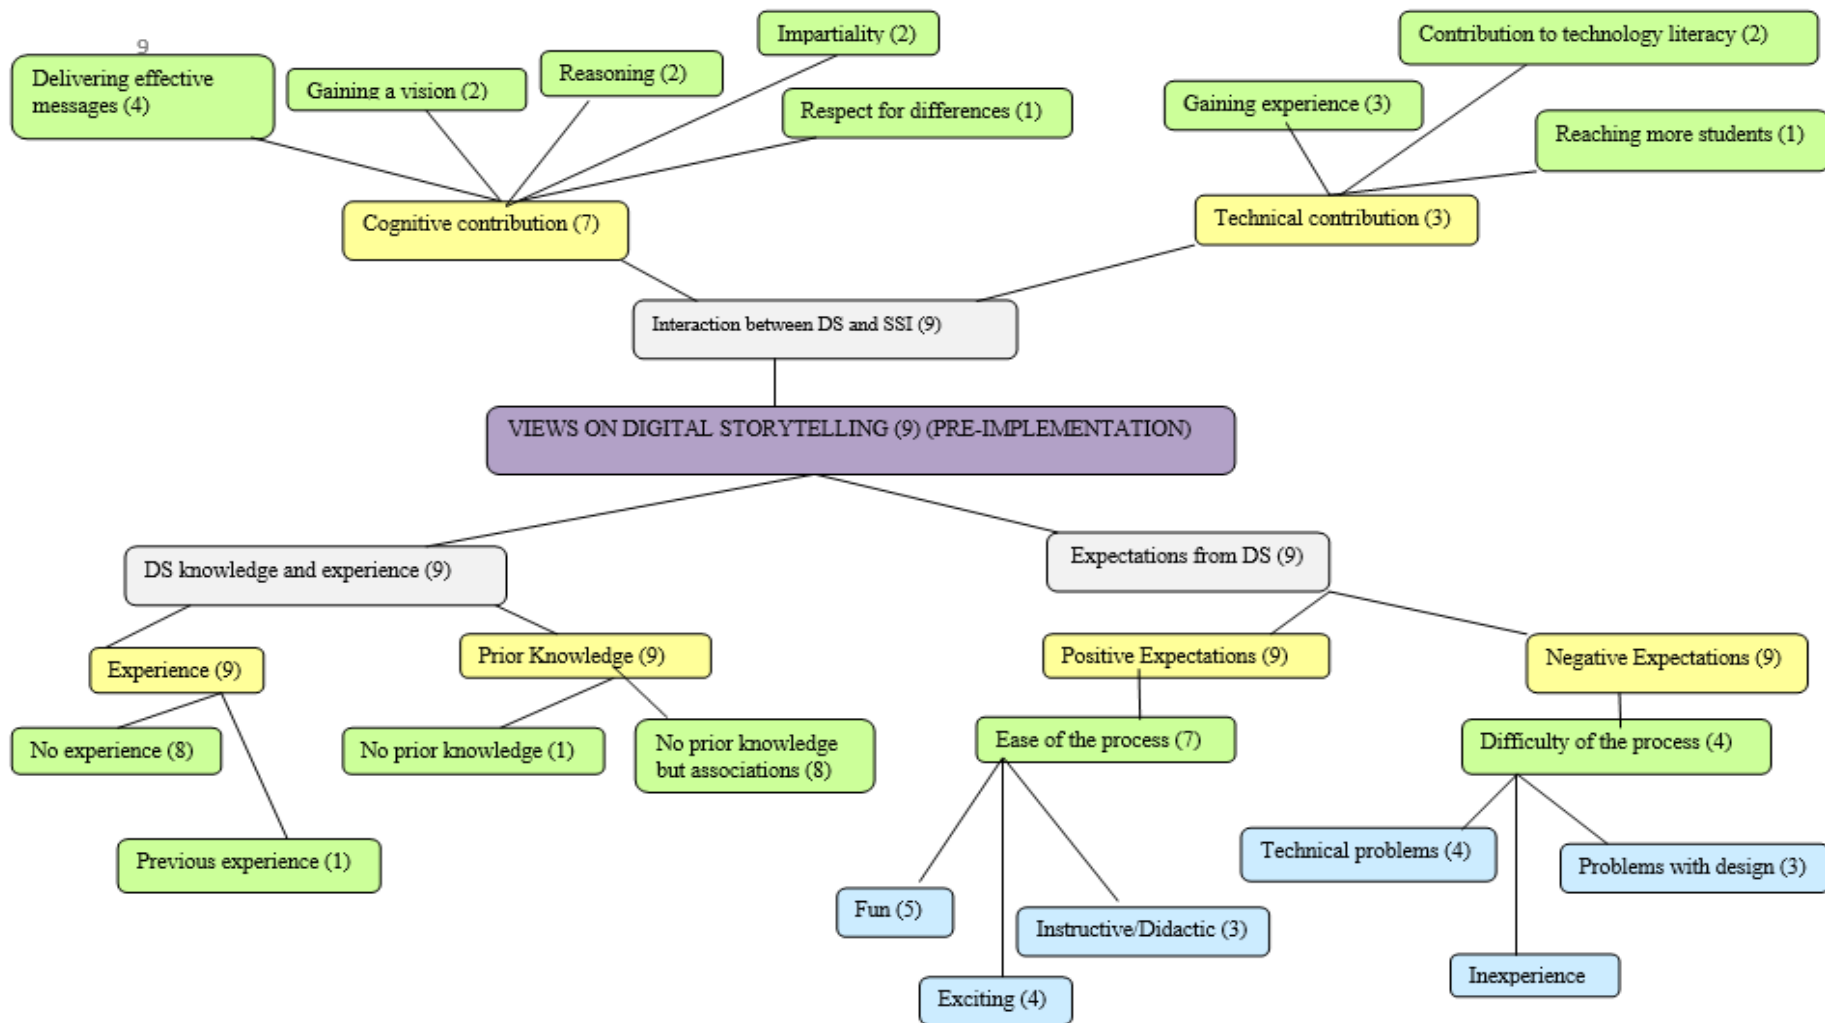 9
Delivering effective
messages (4)
Gaining a vision (2)
Reasoning (2)
Impartiality (2)
Respect for differences (1)
Contribution to technology literacy (2)
Gaining experience (3)
Reaching more students (1)
Cognitive contribution (7)
Technical contribution (3)
Interaction between DS and SSI (9)
VIEWS ON DIGITAL STORYTELLING (9) (PRE-IMPLEMENTATION)
DS knowledge and experience (9)
Expectations from DS (9)
Experience (9)
Prior Knowledge (9)
Positive Expectations (9)
Negative Expectations (9)
No experience (8)
No prior knowledge (1)
No prior knowledge
but associations (8)
Ease of the process (7)
Difficulty of the process (4)
Previous experience (1)
Technical problems (4)
Problems with design (3)
Fun (5)
Instructive/Didactic (3)
Exciting (4)
Inexperience